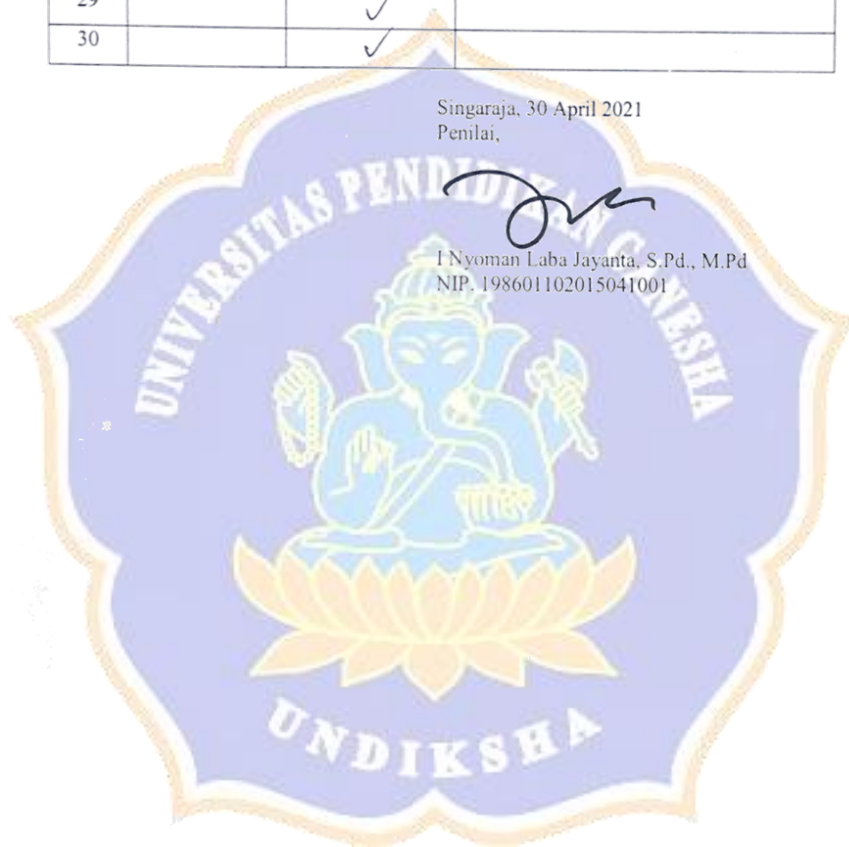 29 ✓
30 ✓
Singaraja, 30 April 2021
Penilai,
I Nyoman Laba Jayanta, S.Pd., M.Pd
NIP. 198601102015041001
UNIVERSITAS PENDIDIKAN GANESHA
UNDIKSHA